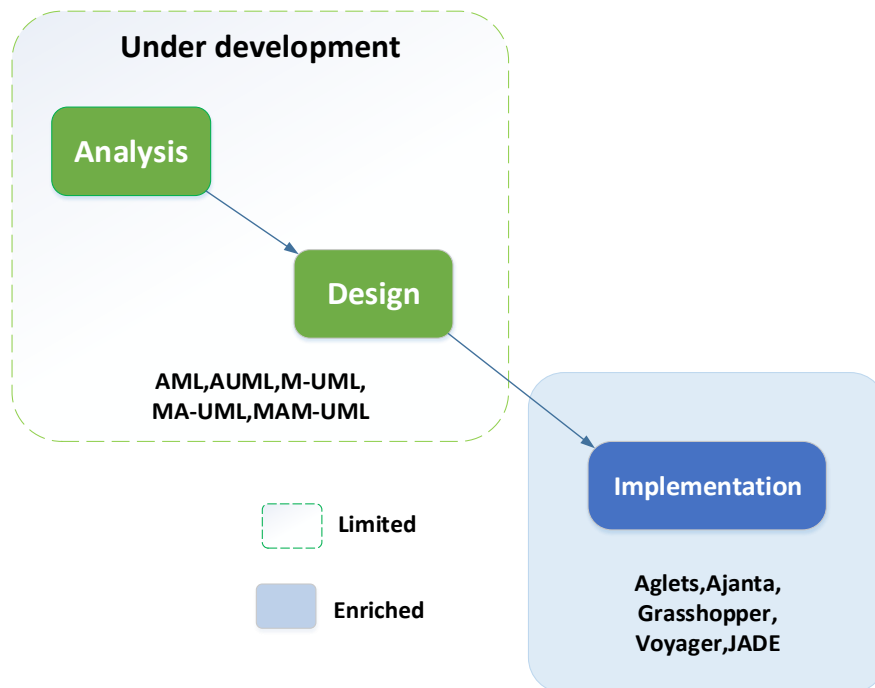 Under development
Analysis
Design
AML,AUML,M-UML,
MA-UML,MAM-UML
Implementation
Limited
Aglets,Ajanta,
Grasshopper,
Voyager,JADE
Enriched